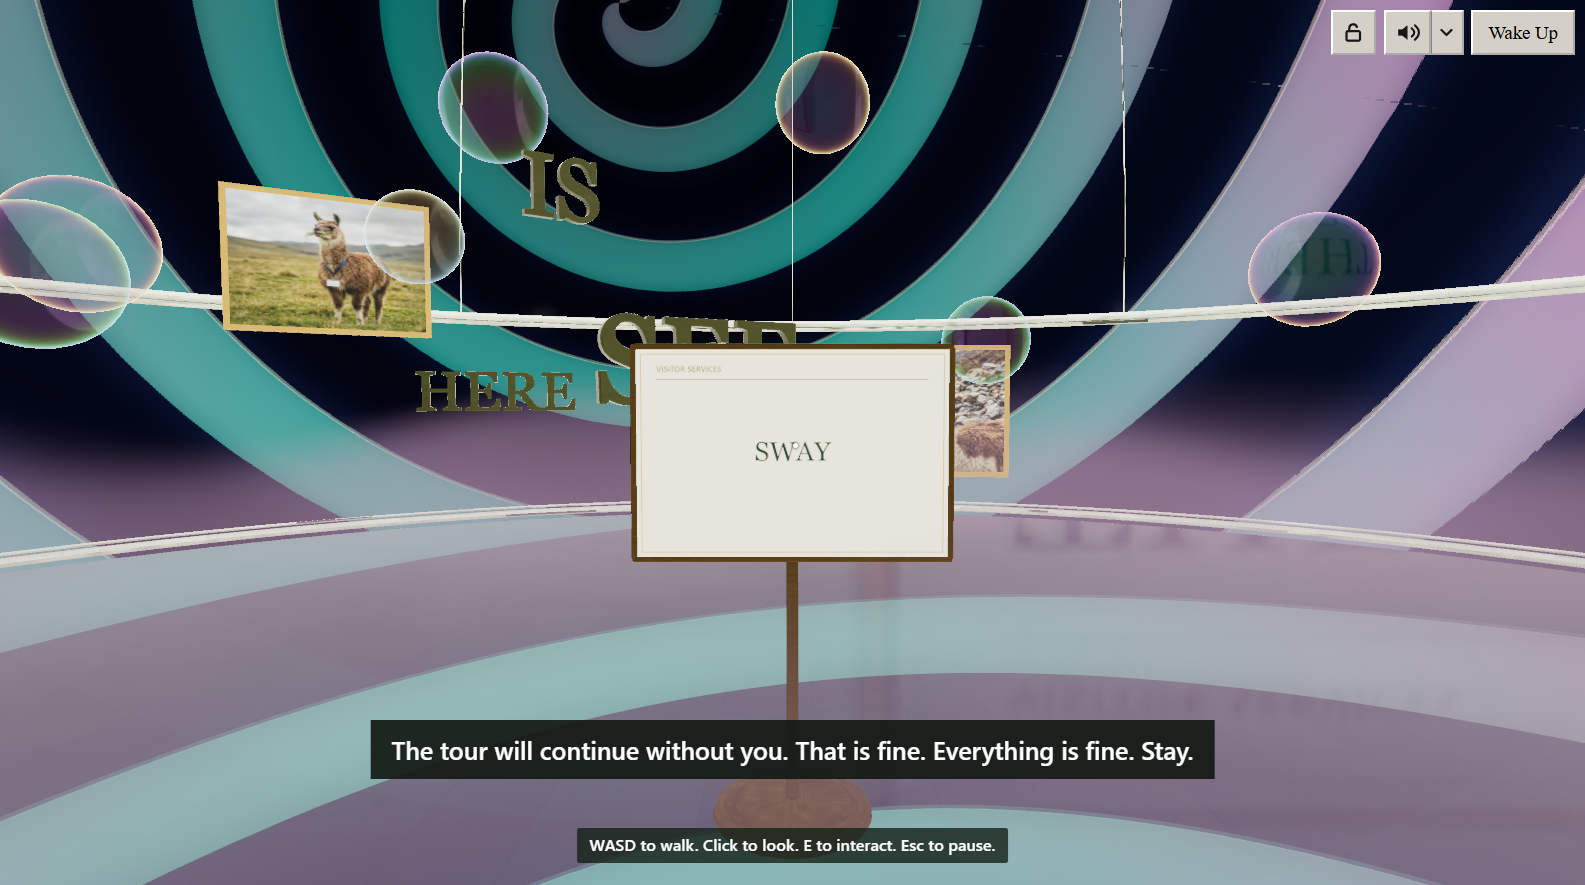 Wake Up
IS
SEE
HERE
VISITOR SERVICES
SWAY
The tour will continue without you. That is fine. Everything is fine. Stay.
WASD to walk. Click to look. E to interact. Esc to pause.